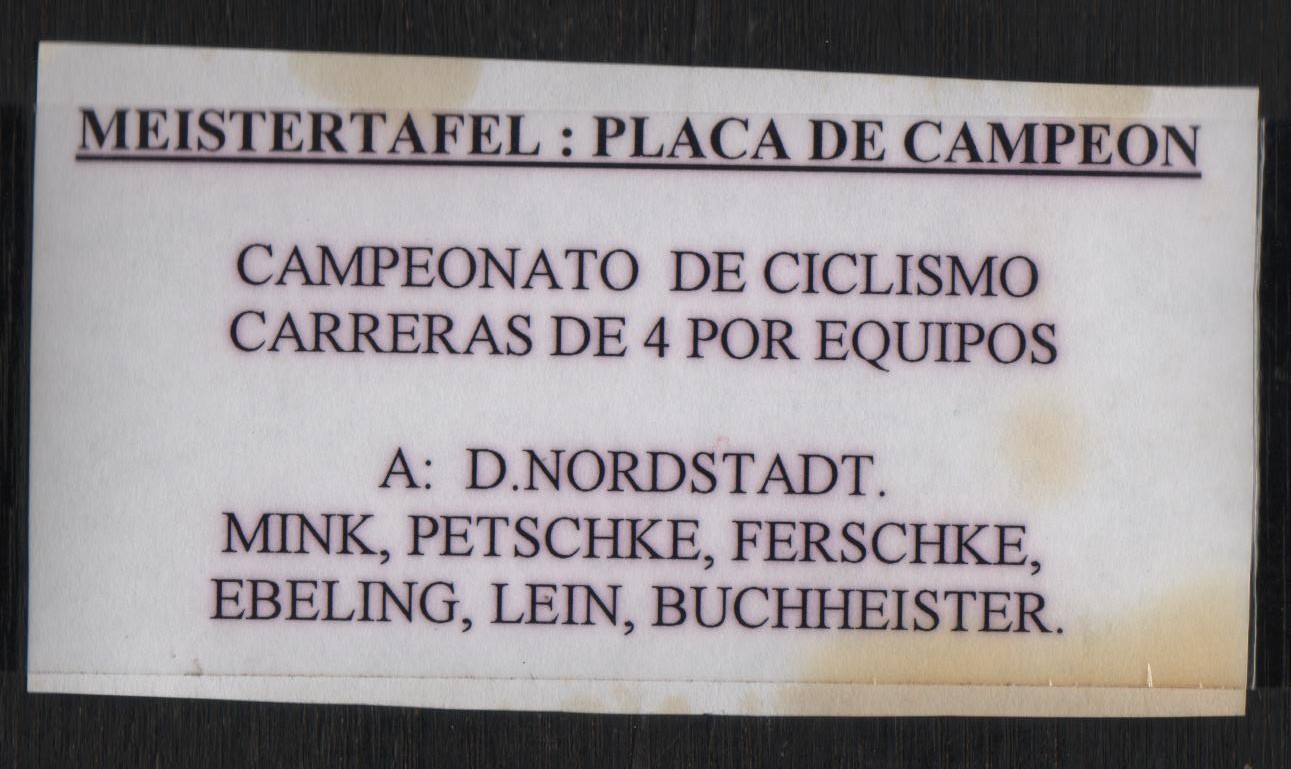 MEISTERTAFEL : PLACA DE CAMPEON
CAMPEONATO DE CICLISMO
CARRERAS DE 4 POR EQUIPOS
A: D.NORDSTADT.
MINK, PETSCHKE, FERSCHKE,
EBELING, LEIN, BUCHHEISTER.